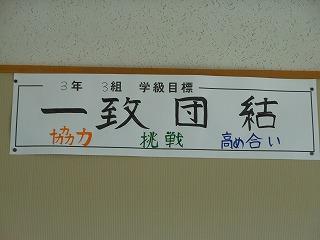 3年 3組 学級目標
一致団結
協力 挑戦 高め合い